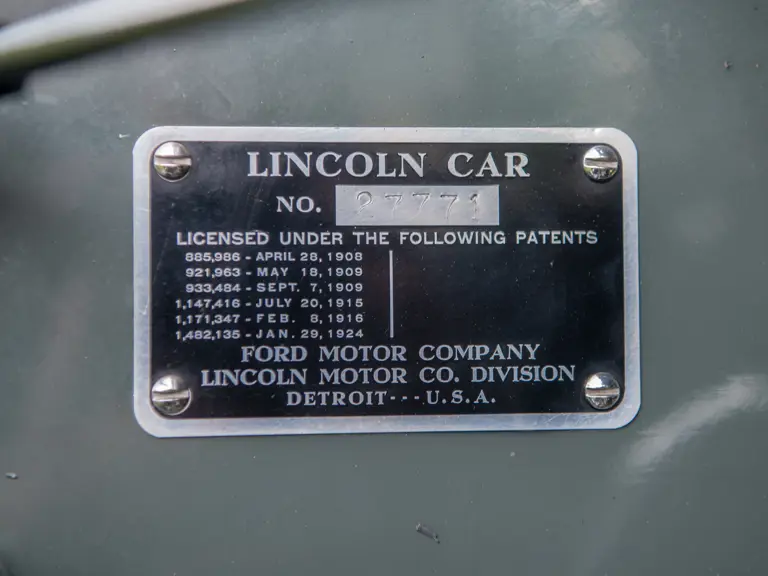 LINCOLN CAR
NO. 27771
LICENSED UNDER THE FOLLOWING PATENTS
885,986 - APRIL 28, 1908
921,963 - MAY 18, 1909
933,484 - SEPT. 7, 1909
1,147,416 - JULY 20, 1915
1,171,347 - FEB. 8, 1916
1,482,135 - JAN. 29, 1924
FORD MOTOR COMPANY
LINCOLN MOTOR CO. DIVISION
DETROIT---U.S.A.